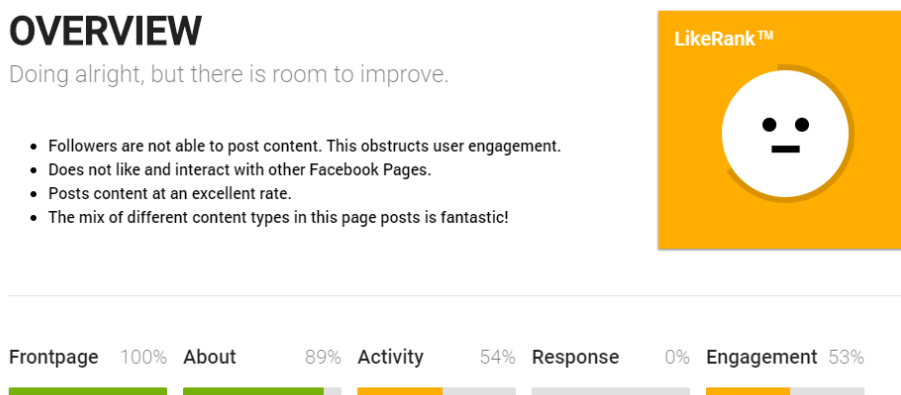 OVERVIEW
Doing alright, but there is room to improve.
Followers are not able to post content. This obstructs user engagement.
Does not like and interact with other Facebook Pages.
Posts content at an excellent rate.
The mix of different content types in this page posts is fantastic!
LikeRank™
Frontpage 100% About 89% Activity 54% Response 0% Engagement 53%